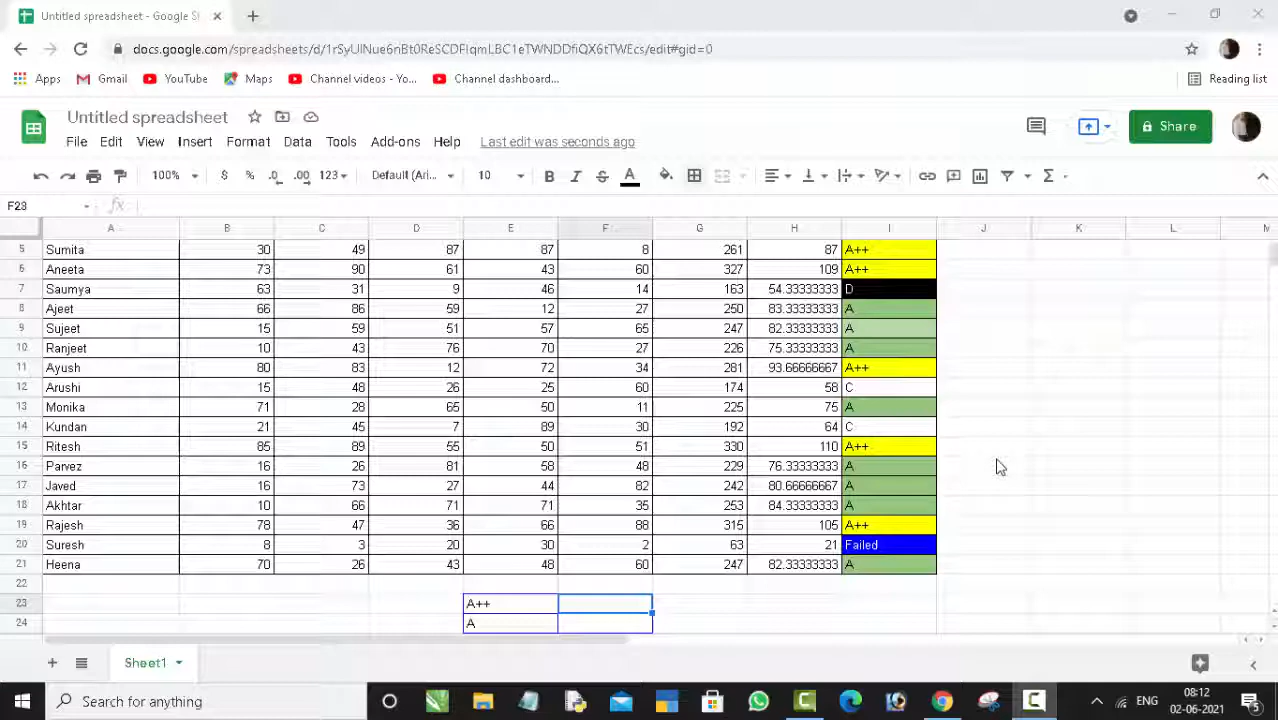 Untitled spreadsheet - Google Sh
docs.google.com/spreadsheets/d/1rSyUINue6nBt0ReSCDFIqmLBC1eTWNDDfiQX6tTWEcs/edit#gid=0
Apps Gmail YouTube Maps Channel videos - Yo... Channel dashboard... Reading list
Untitled spreadsheet
Share
File Edit View Insert Format Data Tools Add-ons Help Last edit was seconds ago
100% $ % .0 .00 123 Default (Ari... 10 B I S A Σ
F23 fx
A B C D E F G H I J K L M
5 Sumita 30 49 87 87 8 261 87 A++
6 Aneeta 73 90 61 43 60 327 109 A++
7 Saumya 63 31 9 46 14 163 54.33333333 D
8 Ajeet 66 86 59 12 27 250 83.33333333 A
9 Sujeet 15 59 51 57 65 247 82.33333333 A
10 Ranjeet 10 43 76 70 27 226 75.33333333 A
11 Ayush 80 83 12 72 34 281 93.66666667 A++
12 Arushi 15 48 26 25 60 174 58 C
13 Monika 71 28 65 50 11 225 75 A
14 Kundan 21 45 7 89 30 192 64 C
15 Ritesh 85 89 55 50 51 330 110 A++
16 Parvez 16 26 81 58 48 229 76.33333333 A
17 Javed 16 73 27 44 82 242 80.66666667 A
18 Akhtar 10 66 71 71 35 253 84.33333333 A
19 Rajesh 78 47 36 66 88 315 105 A++
20 Suresh 8 3 20 30 2 63 21 Failed
21 Heena 70 26 43 48 60 247 82.33333333 A
22
23 A++
24 A
Sheet1
Search for anything
ENG
08:12
02-06-2021
5